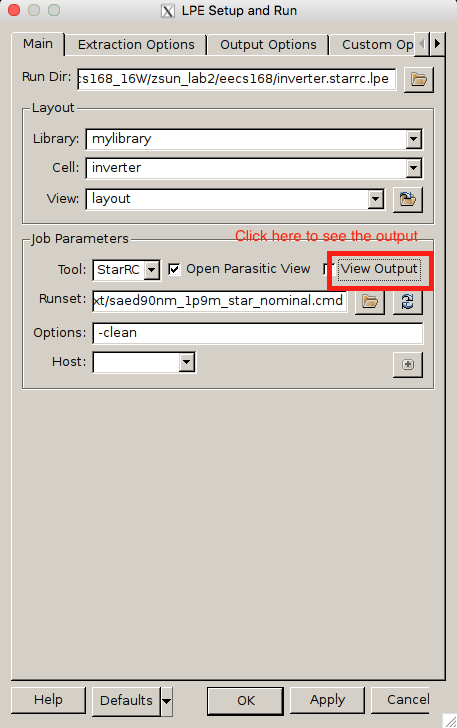 LPE Setup and Run
Main Extraction Options Output Options Custom Op
Run Dir: cs168_16W/zsun_lab2/eecs168/inverter.starrc.lpe
Layout
Library: mylibrary
Cell: inverter
View: layout
Click here to see the output
Job Parameters
Tool: StarRC Open Parasitic View View Output
Runset: xt/saed90nm_1p9m_star_nominal.cmd
Options: -clean
Host:
Help Defaults OK Apply Cancel